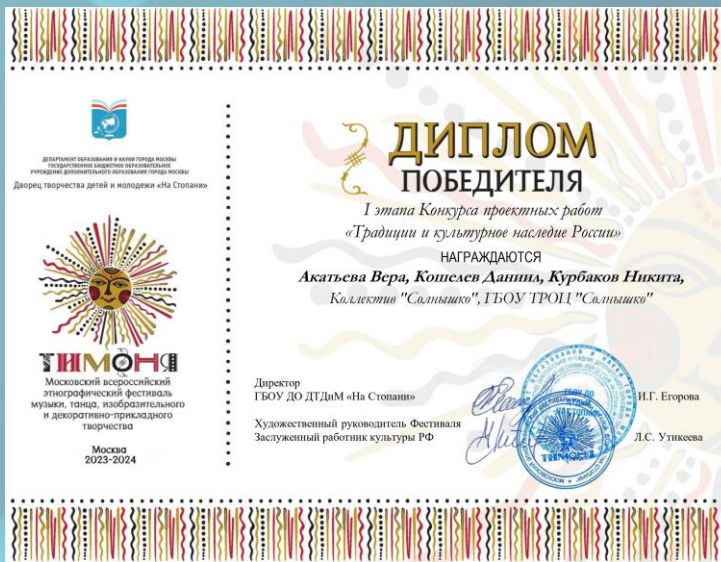 ДЕПАРТАМЕНТ ОБРАЗОВАНИЯ И НАУКИ ГОРОДА МОСКВЫ
ГОСУДАРСТВЕННОЕ БЮДЖЕТНОЕ ОБРАЗОВАТЕЛЬНОЕ
УЧРЕЖДЕНИЕ ДОПОЛНИТЕЛЬНОГО ОБРАЗОВАНИЯ ГОРОДА МОСКВЫ
Дворец творчества детей и молодежи «На Стопани»
ТИМОНЯ
Московский всероссийский
этнографический фестиваль
музыки, танца, изобразительного
и декоративно-прикладного
творчества
Москва
2023-2024
ДИПЛОМ
ПОБЕДИТЕЛЯ
I этапа Конкурса проектных работ
«Традиции и культурное наследие России»
НАГРАЖДАЮТСЯ
Акатьева Вера, Кошелев Даниил, Курбаков Никита,
Коллектив "Солнышко", ГБОУ ТРОЦ "Солнышко"
Директор
ГБОУ ДО ДТДиМ «На Стопани»
И.Г. Егорова
Художественный руководитель Фестиваля
Заслуженный работник культуры РФ
Л.С. Утикеева
ТИМОНЯ